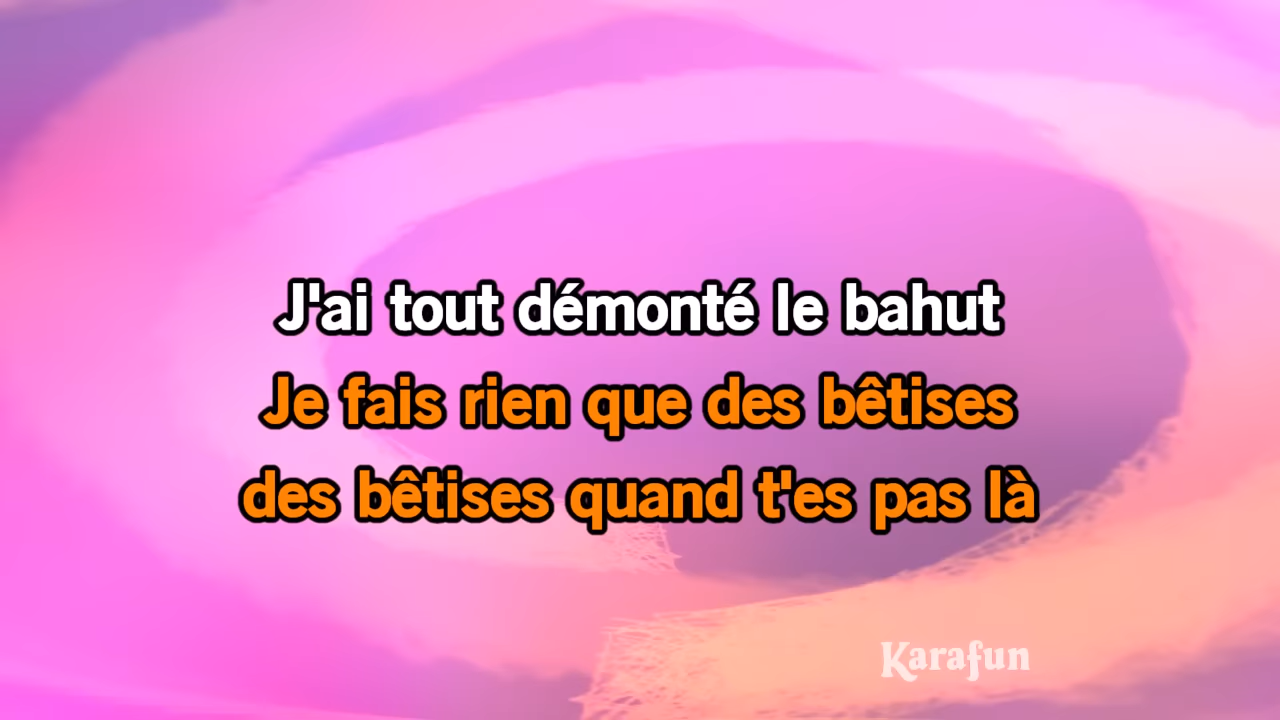 J'ai tout démonté le bahut
Je fais rien que des bêtises
des bêtises quand t'es pas là
Karafun